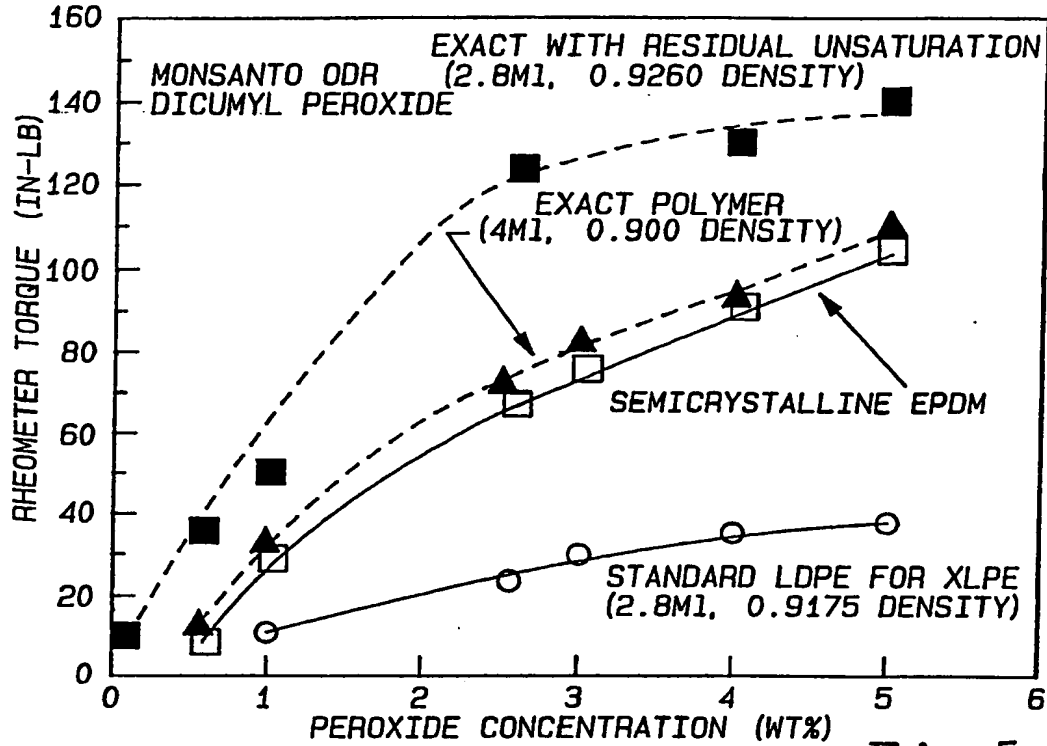 160
140
120
100
80
60
40
20
0
RHEOMETER TORQUE (IN-LB)
EXACT WITH RESIDUAL UNSATURATION
(2.8MI, 0.9260 DENSITY)
MONSANTO ODR
DICUMYL PEROXIDE
EXACT POLYMER
(4MI, 0.900 DENSITY)
SEMICRYSTALLINE EPDM
STANDARD LDPE FOR XLPE
(2.8MI, 0.9175 DENSITY)
0 1 2 3 4 5 6
PEROXIDE CONCENTRATION (WT%)